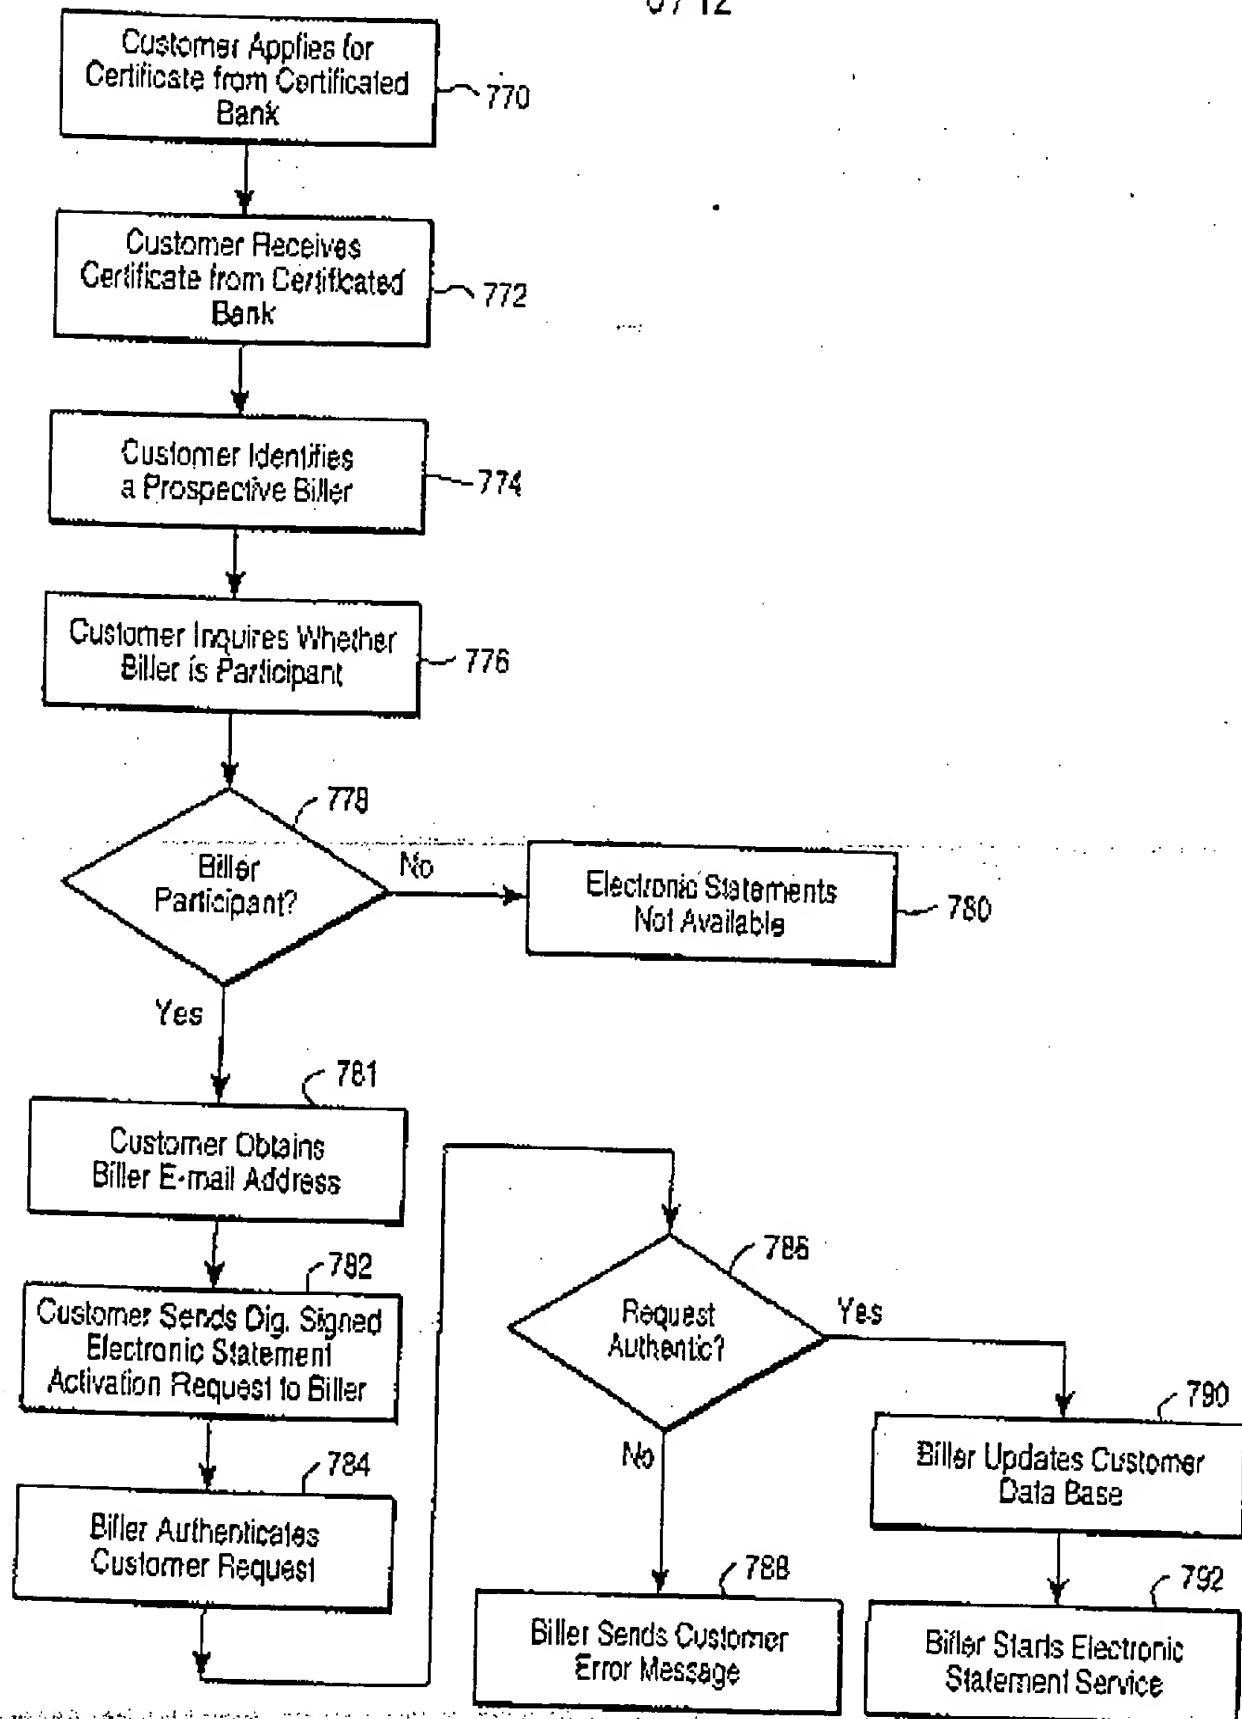 Customer Applies for
Certificate from Certificated
Bank
770
Customer Receives
Certificate from Certificated
Bank
772
Customer Identifies
a Prospective Biller
774
Customer Inquires Whether
Biller is Participant
776
778
Biller
Participant?
No
Electronic Statements
Not Available
780
Yes
781
Customer Obtains
Biller E-mail Address
782
Customer Sends Dig. Signed
Electronic Statement
Activation Request to Biller
784
Biller Authenticates
Customer Request
786
Request
Authentic?
Yes
No
790
Biller Updates Customer
Data Base
788
Biller Sends Customer
Error Message
792
Biller Starts Electronic
Statement Service